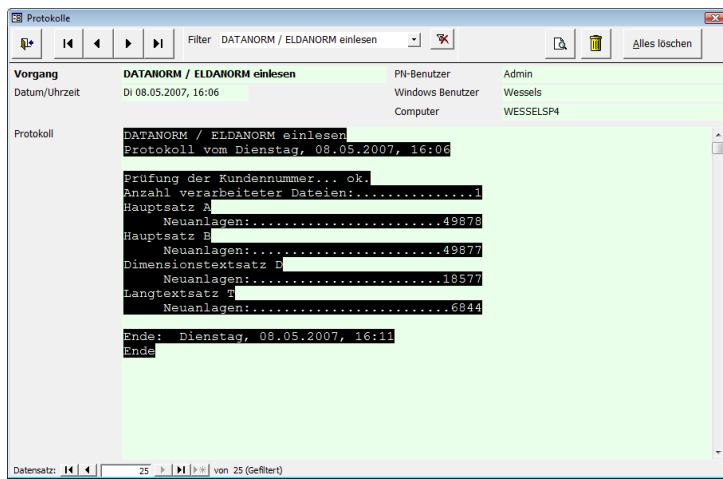 Protokolle
Filter DATANORM / ELDANORM einlesen Alles löschen
Vorgang DATANORM / ELDANORM einlesen PN-Benutzer Admin
Datum/Uhrzeit Di 08.05.2007, 16:06 Windows Benutzer Wessels
Computer WESSELSP4
Protokoll DATANORM / ELDANORM einlesen
Protokoll vom Dienstag, 08.05.2007, 16:06
Prüfung der Kundennummer... ok.
Anzahl verarbeiteter Dateien:...............1
Hauptsatz A
Neuanlagen:........................49878
Hauptsatz B
Neuanlagen:........................49877
Dimensionstextsatz D
Neuanlagen:........................18577
Langtextsatz T
Neuanlagen:.........................6844
Ende: Dienstag, 08.05.2007, 16:11
Ende
Datensatz: 25 von 25 (Gefiltert)